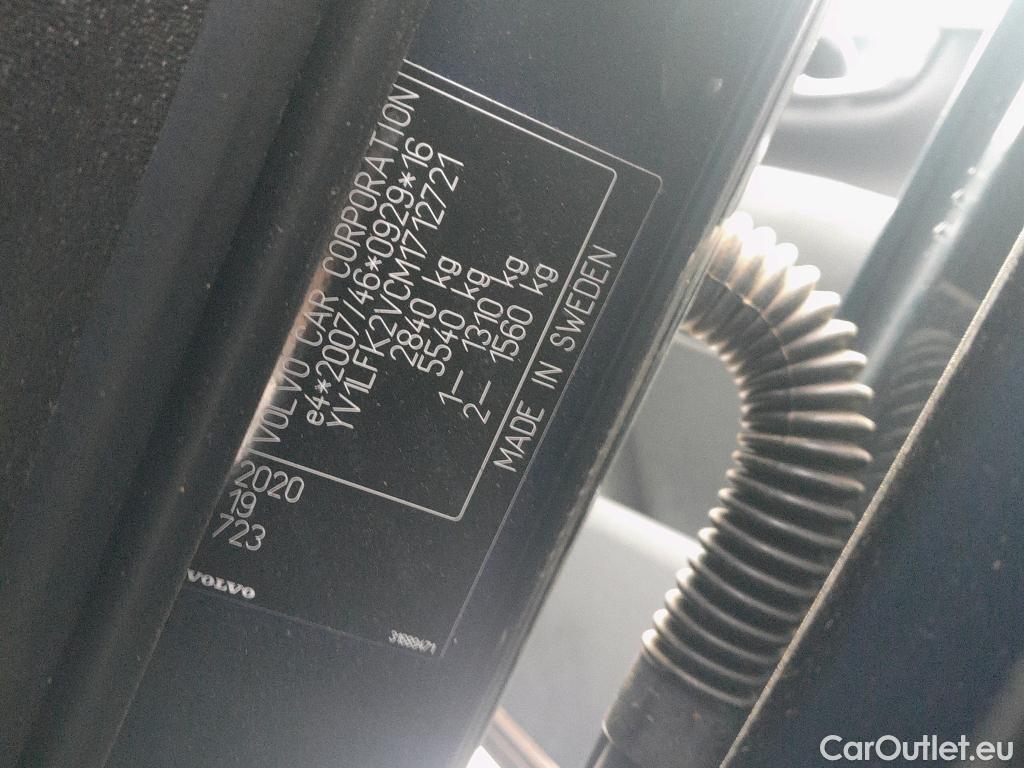 VOLVO CAR CORPORATION
e4*2007/46*0929*16
YV1LFK2VCM1712721
2840 kg
5540 kg
1– 1310 kg
2– 1560 kg
MADE IN SWEDEN
2020
19
723
VOLVO
CarOutlet.eu